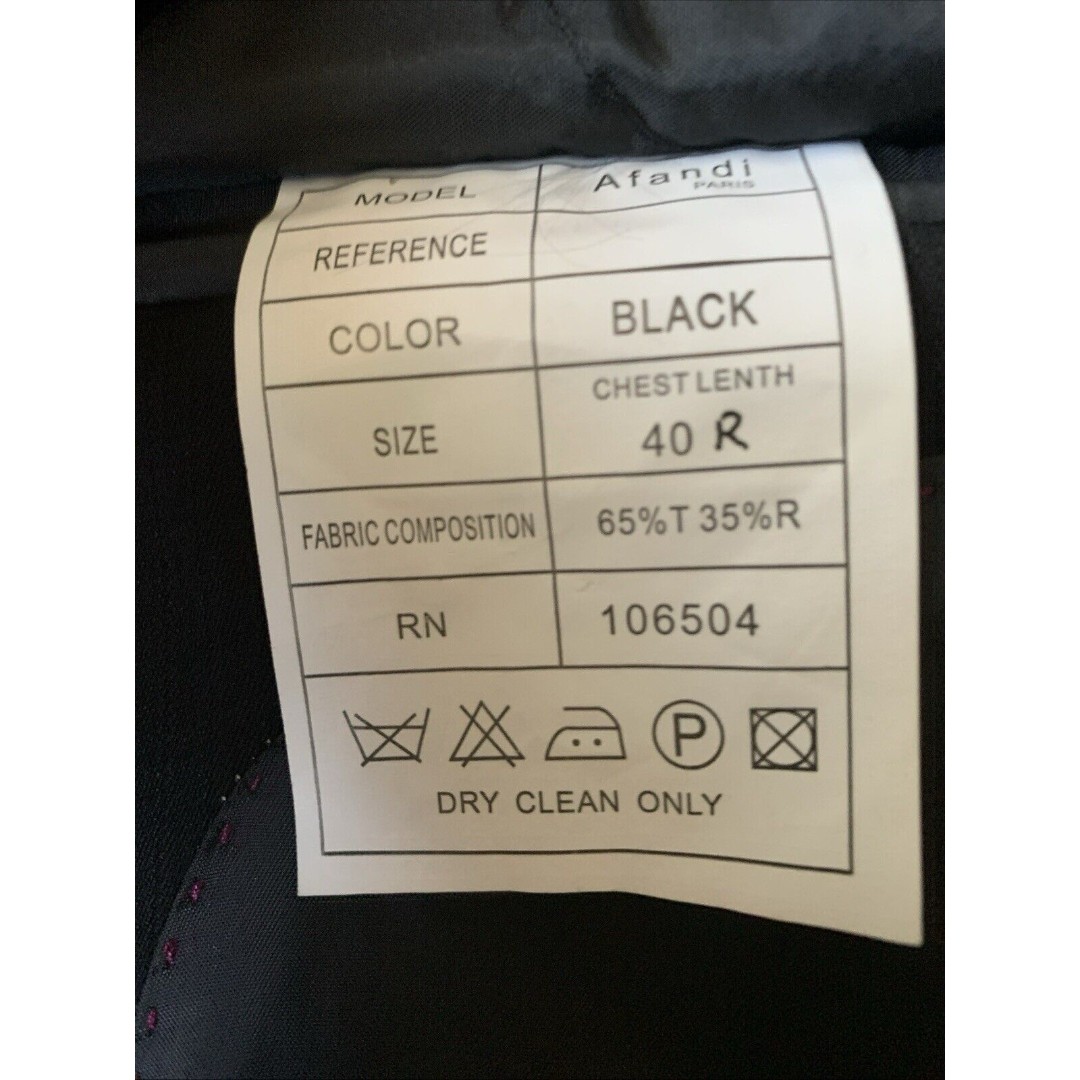 MODEL Afandi
PARIS
REFERENCE
COLOR BLACK
SIZE CHEST LENTH
40 R
FABRIC COMPOSITION 65%T 35%R
RN 106504
P
DRY CLEAN ONLY